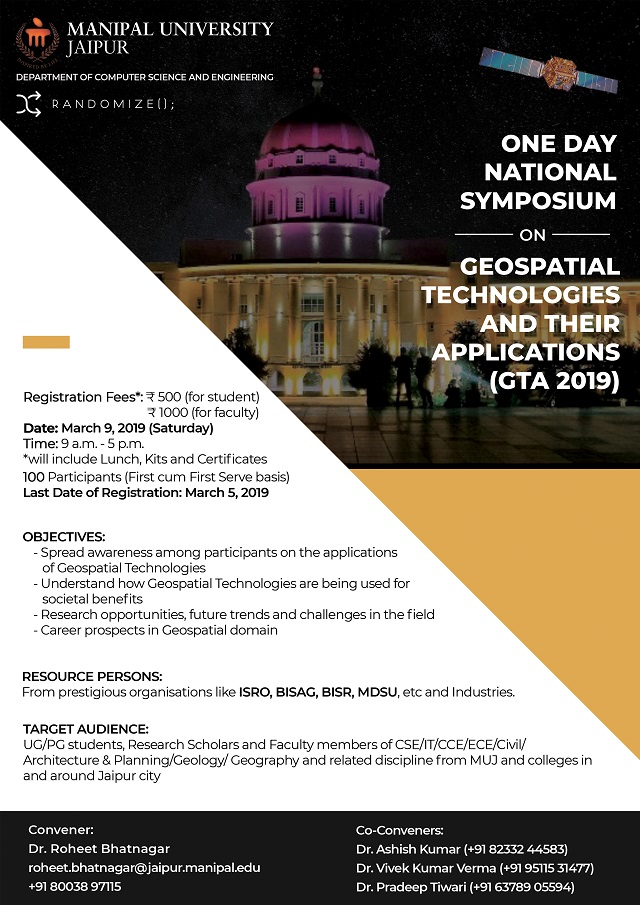 MANIPAL UNIVERSITY
JAIPUR
INSPIRED BY LIFE
DEPARTMENT OF COMPUTER SCIENCE AND ENGINEERING
RANDOMIZE();
ONE DAY
NATIONAL
SYMPOSIUM
ON
GEOSPATIAL
TECHNOLOGIES
AND THEIR
APPLICATIONS
(GTA 2019)
Registration Fees*: ₹ 500 (for student)
₹ 1000 (for faculty)
Date: March 9, 2019 (Saturday)
Time: 9 a.m. - 5 p.m.
*will include Lunch, Kits and Certificates
100 Participants (First cum First Serve basis)
Last Date of Registration: March 5, 2019
OBJECTIVES:
- Spread awareness among participants on the applications
of Geospatial Technologies
- Understand how Geospatial Technologies are being used for
societal benefits
- Research opportunities, future trends and challenges in the field
- Career prospects in Geospatial domain
RESOURCE PERSONS:
From prestigious organisations like ISRO, BISAG, BISR, MDSU, etc and Industries.
TARGET AUDIENCE:
UG/PG students, Research Scholars and Faculty members of CSE/IT/CCE/ECE/Civil/
Architecture & Planning/Geology/ Geography and related discipline from MUJ and colleges in
and around Jaipur city
Convener:
Dr. Roheet Bhatnagar
roheet.bhatnagar@jaipur.manipal.edu
+91 80038 97115
Co-Conveners:
Dr. Ashish Kumar (+91 82332 44583)
Dr. Vivek Kumar Verma (+91 95115 31477)
Dr. Pradeep Tiwari (+91 63789 05594)